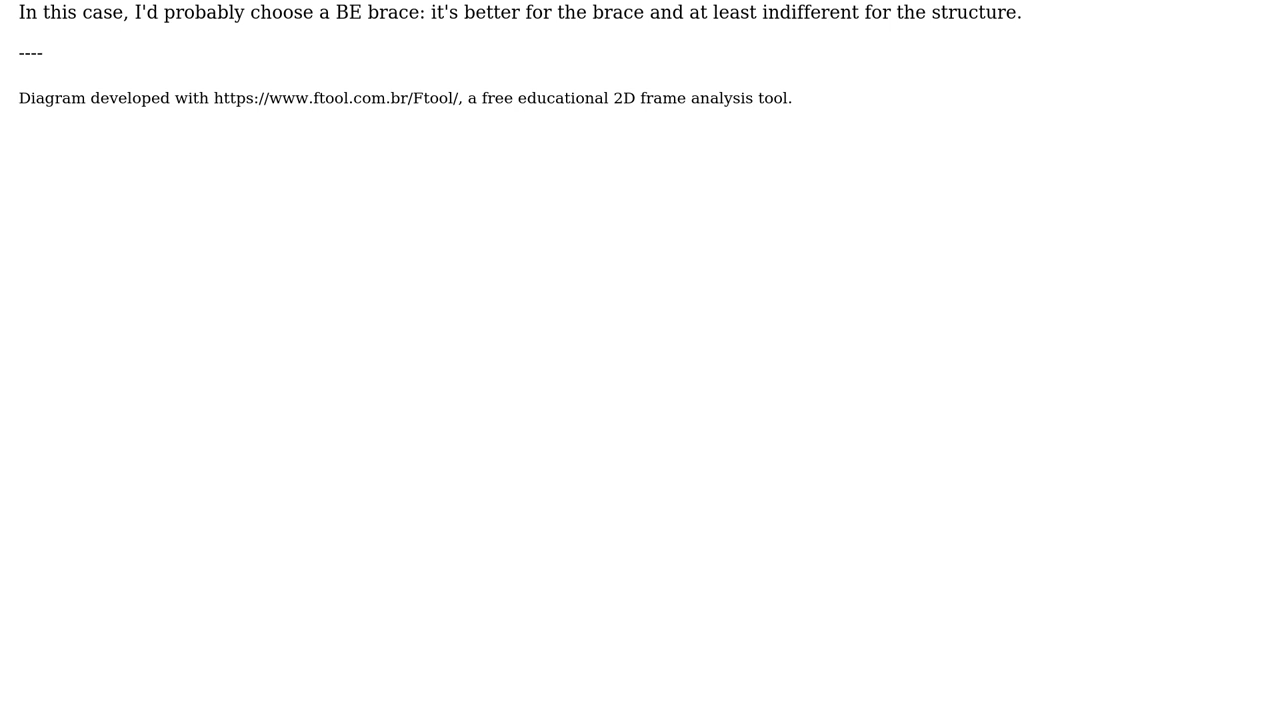 In this case, I'd probably choose a BE brace: it's better for the brace and at least indifferent for the structure.
----
Diagram developed with https://www.ftool.com.br/Ftool/, a free educational 2D frame analysis tool.